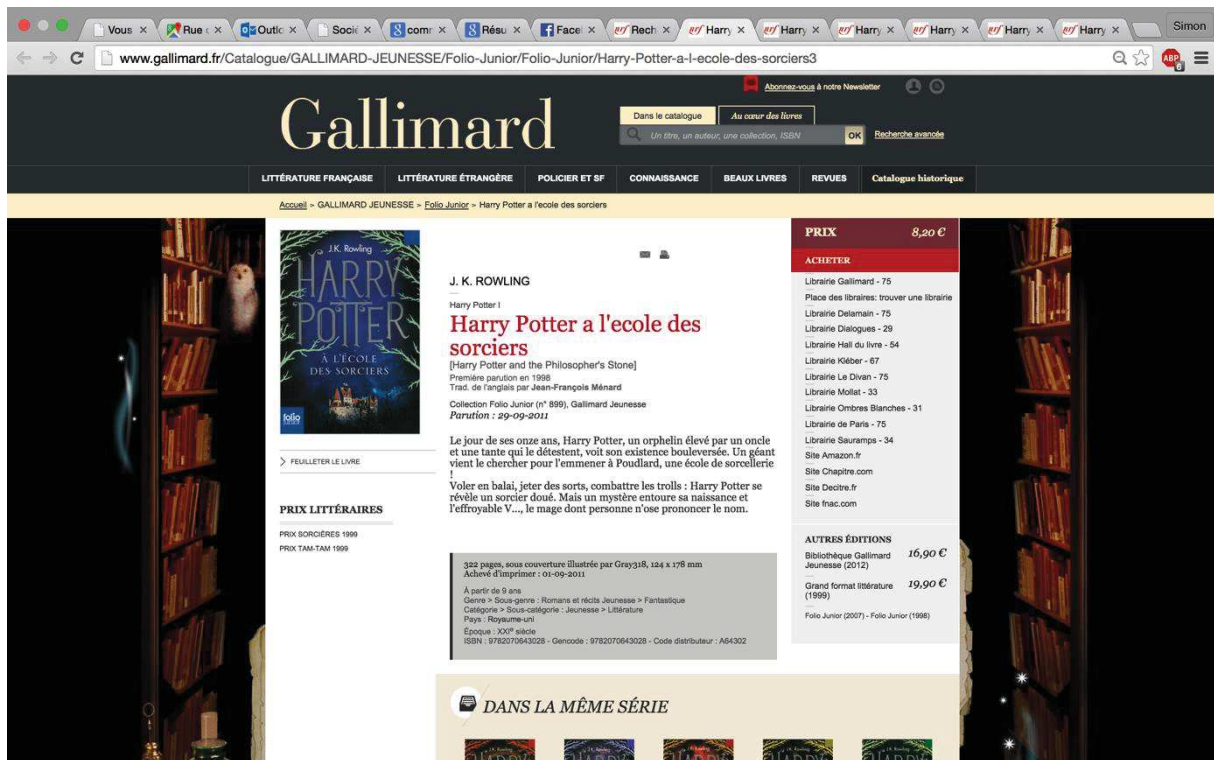 Vous
Rue
Outlo
Socié
comr
Résu
Face
nrf Rech
nrf Harry
nrf Harry
nrf Harry
nrf Harry
nrf Harry
nrf Harry
Simon
www.gallimard.fr/Catalogue/GALLIMARD-JEUNESSE/Folio-Junior/Folio-Junior/Harry-Potter-a-l-ecole-des-sorciers3
ABP
6
Abonnez-vous à notre Newsletter
Gallimard
Dans le catalogue
Au cœur des livres
Un titre, un auteur, une collection, ISBN
OK
Recherche avancée
LITTÉRATURE FRANÇAISE
LITTÉRATURE ÉTRANGÈRE
POLICIER ET SF
CONNAISSANCE
BEAUX LIVRES
REVUES
Catalogue historique
Accueil > GALLIMARD JEUNESSE > Folio Junior > Harry Potter a l'ecole des sorciers
J.K. Rowling
HARRY
POTTER
À L'ÉCOLE
DES SORCIERS
folio
JUNIOR
FEUILLETER LE LIVRE
PRIX LITTÉRAIRES
PRIX SORCIÈRES 1999
PRIX TAM-TAM 1999
J. K. ROWLING
Harry Potter I
Harry Potter a l'ecole des
sorciers
[Harry Potter and the Philosopher's Stone]
Première parution en 1998
Trad. de l'anglais par Jean-François Ménard
Collection Folio Junior (n° 899), Gallimard Jeunesse
Parution : 29-09-2011
Le jour de ses onze ans, Harry Potter, un orphelin élevé par un oncle
et une tante qui le détestent, voit son existence bouleversée. Un géant
vient le chercher pour l'emmener à Poudlard, une école de sorcellerie
!
Voler en balai, jeter des sorts, combattre les trolls : Harry Potter se
révèle un sorcier doué. Mais un mystère entoure sa naissance et
l'effroyable V..., le mage dont personne n'ose prononcer le nom.
322 pages, sous couverture illustrée par Gray318, 124 x 178 mm
Achevé d'imprimer : 01-09-2011
À partir de 9 ans
Genre > Sous-genre : Romans et récits Jeunesse > Fantastique
Catégorie > Sous-catégorie : Jeunesse > Littérature
Pays : Royaume-uni
Époque : XXIe siècle
ISBN : 9782070643028 - Gencode : 9782070643028 - Code distributeur : A64302
PRIX 8,20 €
ACHETER
Librairie Gallimard - 75
Place des libraires: trouver une librairie
Librairie Delamain - 75
Librairie Dialogues - 29
Librairie Hall du livre - 54
Librairie Kléber - 67
Librairie Le Divan - 75
Librairie Mollat - 33
Librairie Ombres Blanches - 31
Librairie de Paris - 75
Librairie Sauramps - 34
Site Amazon.fr
Site Chapitre.com
Site Decitre.fr
Site fnac.com
AUTRES ÉDITIONS
Bibliothèque Gallimard 16,90 €
Jeunesse (2012)
Grand format littérature 19,90 €
(1999)
Folio Junior (2007) - Folio Junior (1998)
DANS LA MÊME SÉRIE